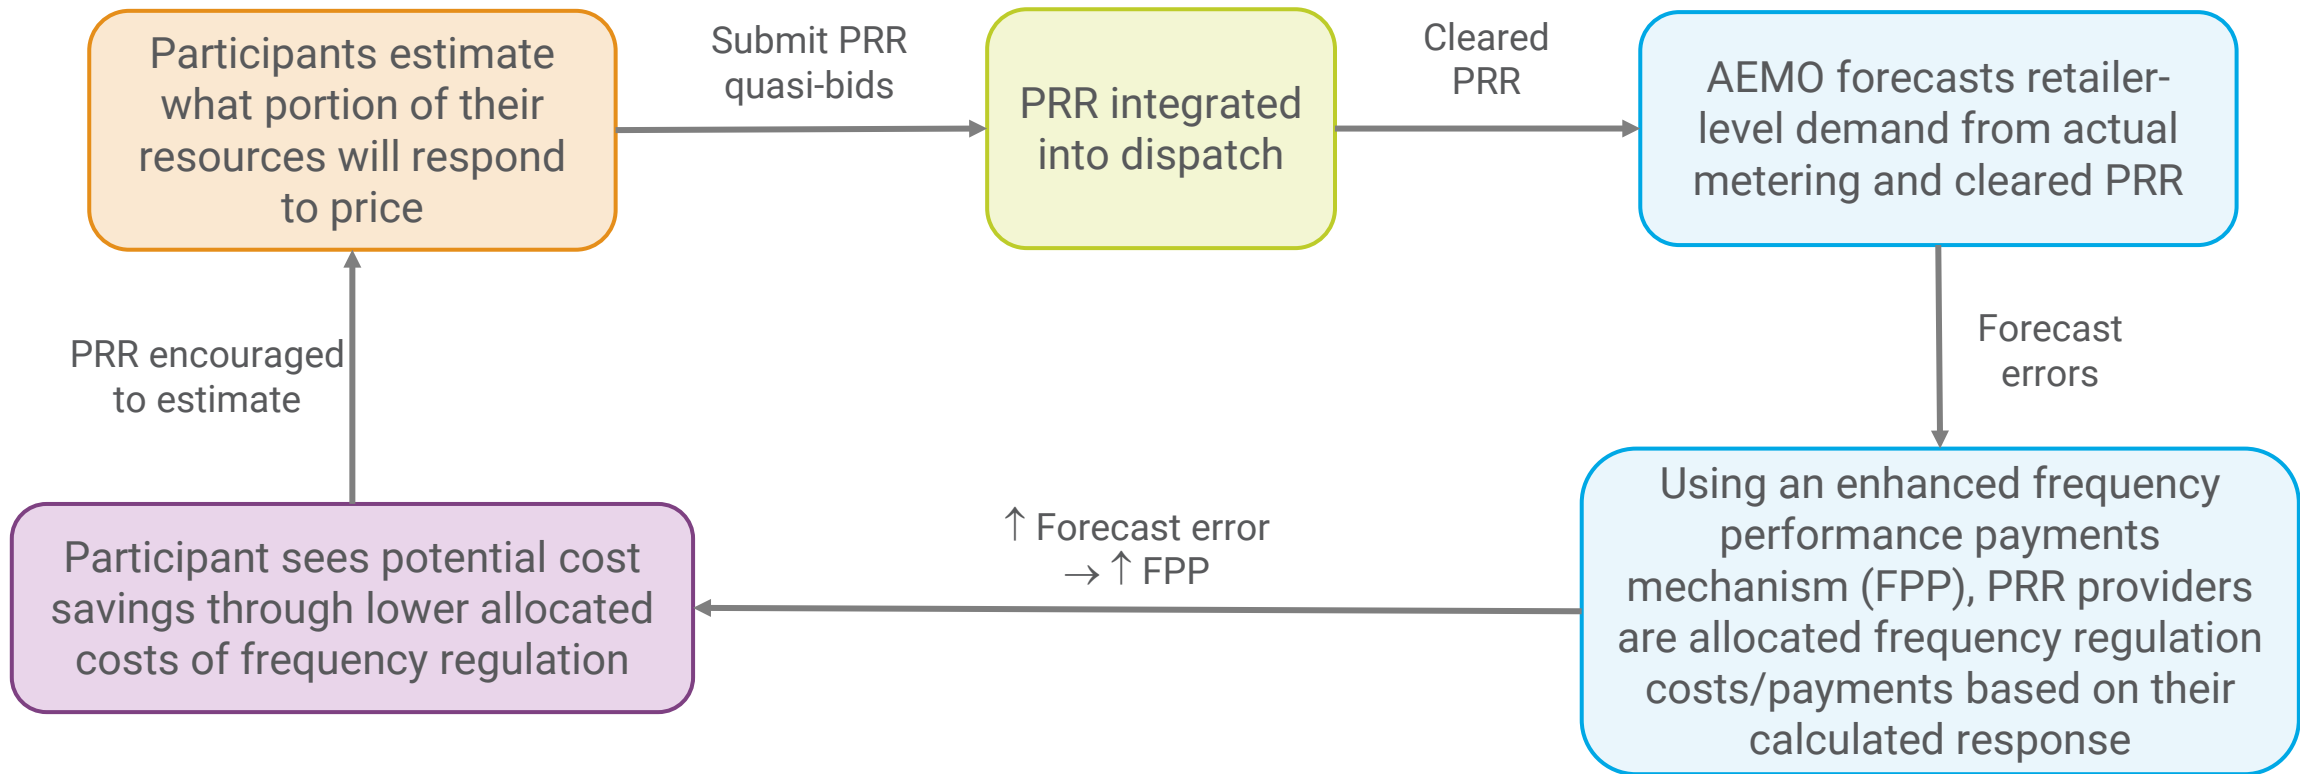 Participants estimate
what portion of their
resources will respond
to price
Submit PRR
quasi-bids
PRR integrated
into dispatch
Cleared
PRR
AEMO forecasts retailer-
level demand from actual
metering and cleared PRR
Forecast
errors
Using an enhanced frequency
performance payments
mechanism (FPP), PRR providers
are allocated frequency regulation
costs/payments based on their
calculated response
↑ Forecast error
→ ↑ FPP
Participant sees potential cost
savings through lower allocated
costs of frequency regulation
PRR encouraged
to estimate